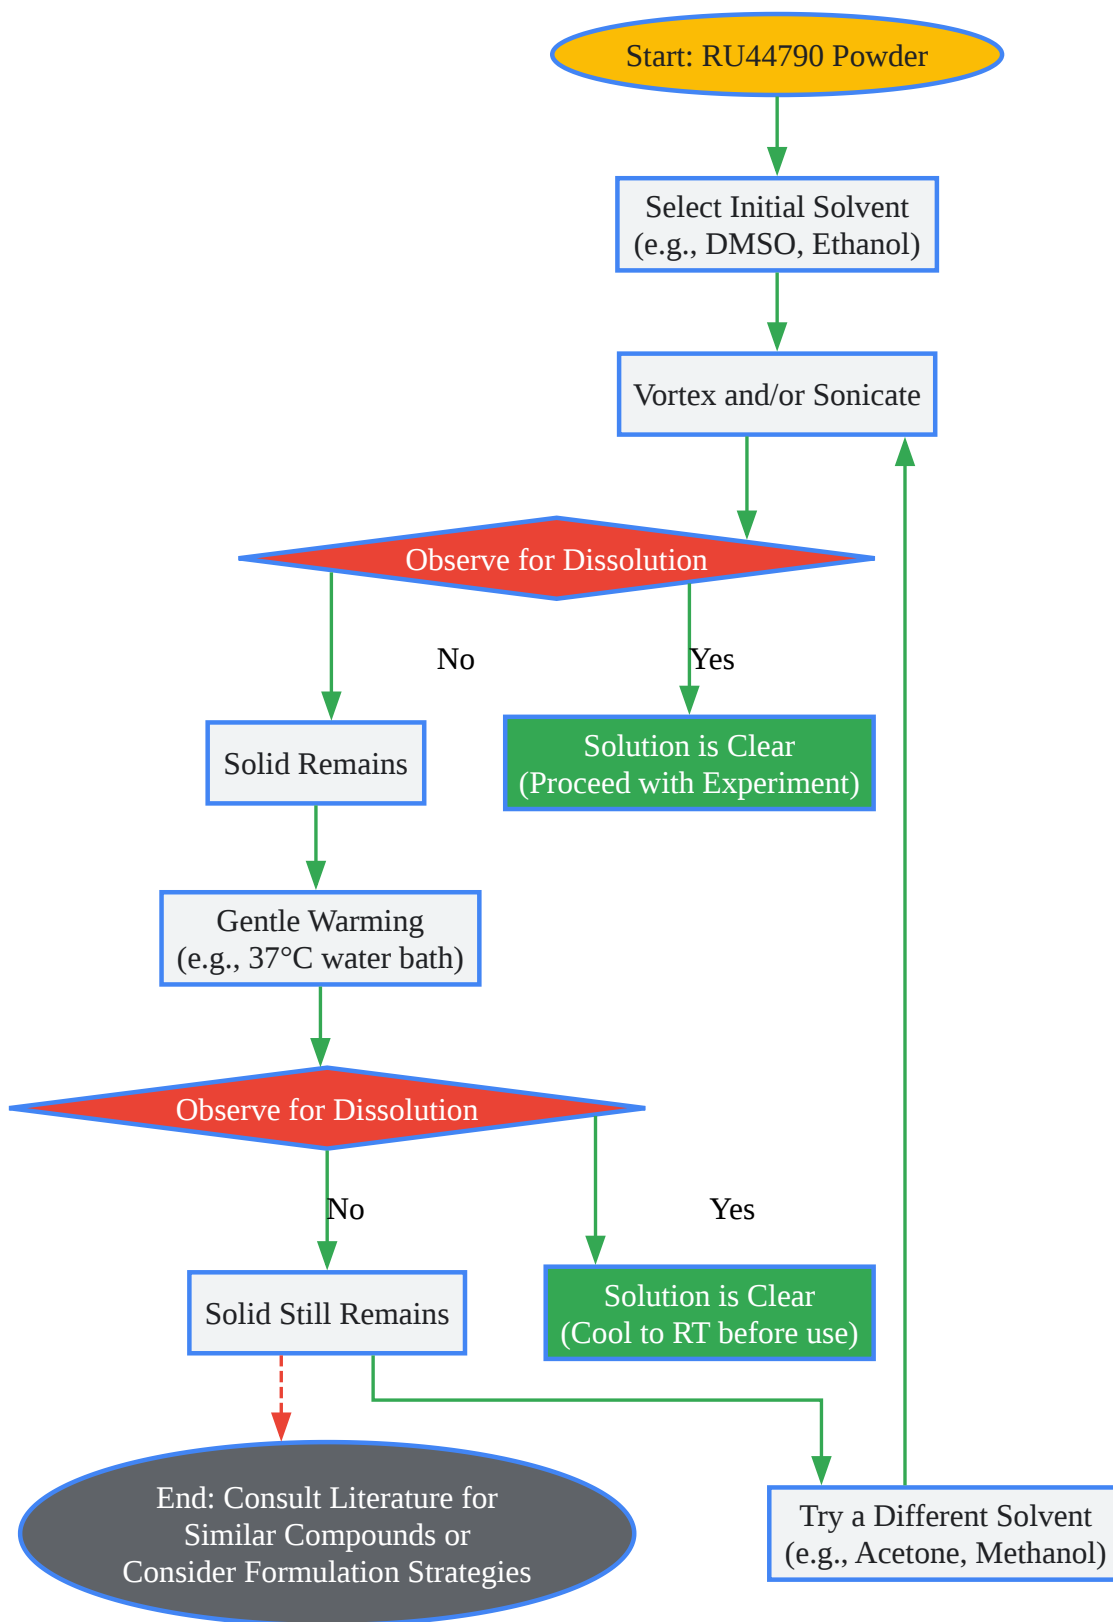 Start: RU44790 Powder
Select Initial Solvent
(e.g., DMSO, Ethanol)
Vortex and/or Sonicate
Observe for Dissolution
No
Yes
Solid Remains
Solution is Clear
(Proceed with Experiment)
Gentle Warming
(e.g., 37°C water bath)
Observe for Dissolution
No
Yes
Solid Still Remains
Solution is Clear
(Cool to RT before use)
End: Consult Literature for
Similar Compounds or
Consider Formulation Strategies
Try a Different Solvent
(e.g., Acetone, Methanol)